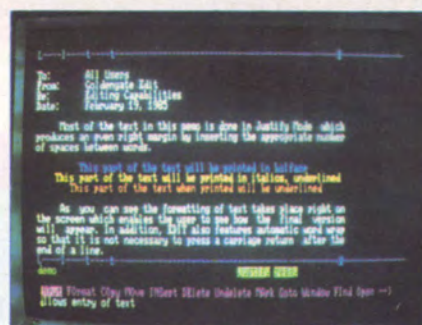 To: All Users
From: Goldengate Edit
Re: Editing Capabilities
Date: February 19, 1985
Most of the text in this memo is done in Justify Mode which
produces an even right margin by inserting the appropriate number
of spaces between words.
This part of the text will be printed in bolface
This part of the text will be printed in italics, underlined
This part of the text when printed will be underlined
As you can see the formatting of text takes place right on
the screen which enables the user to see how the final version
will appear. In addition, Edit also features automatic word wrap
so that it is not necessary to press a carriage return after the
end of a line.
demo
Format COpy MOve INSert DElete Undelete MArk Goto Window Find Oper -->
allows entry of text